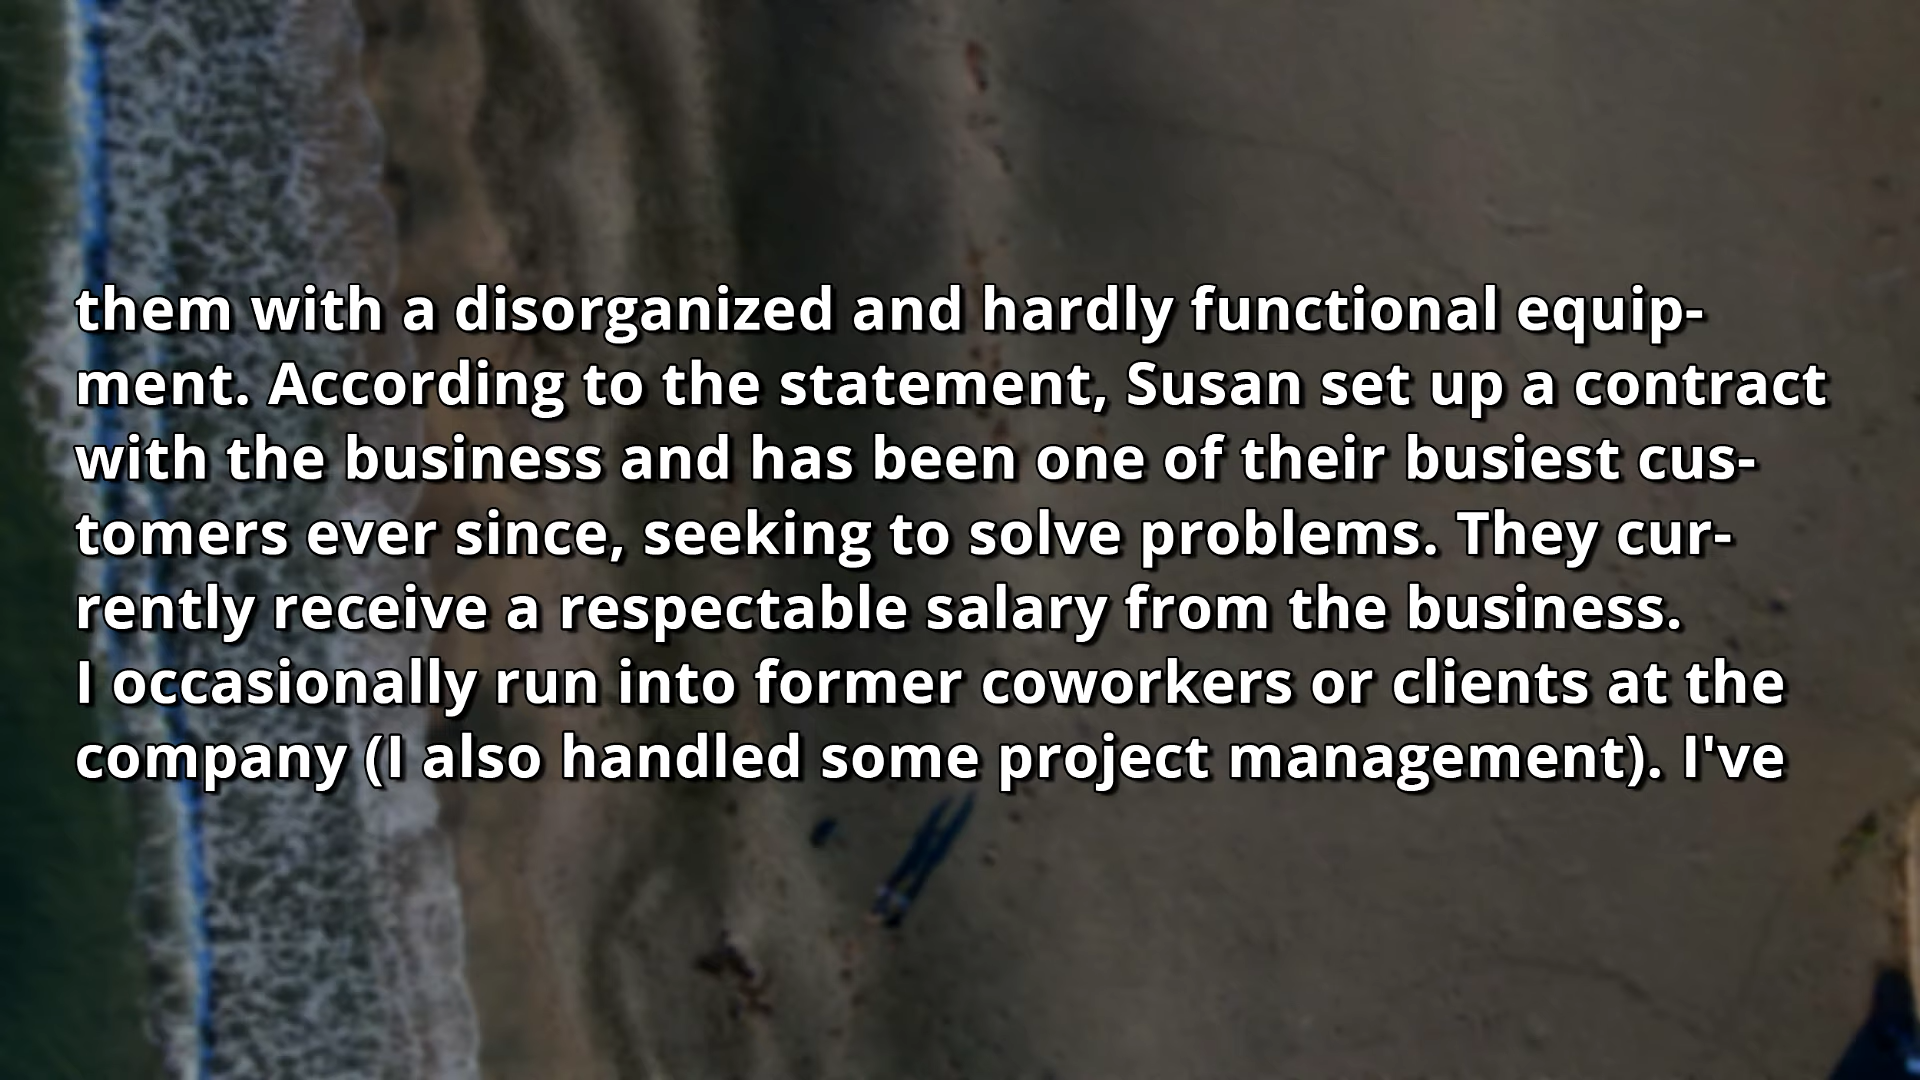 them with a disorganized and hardly functional equip-
ment. According to the statement, Susan set up a contract
with the business and has been one of their busiest cus-
tomers ever since, seeking to solve problems. They cur-
rently receive a respectable salary from the business.
I occasionally run into former coworkers or clients at the
company (I also handled some project management). I've